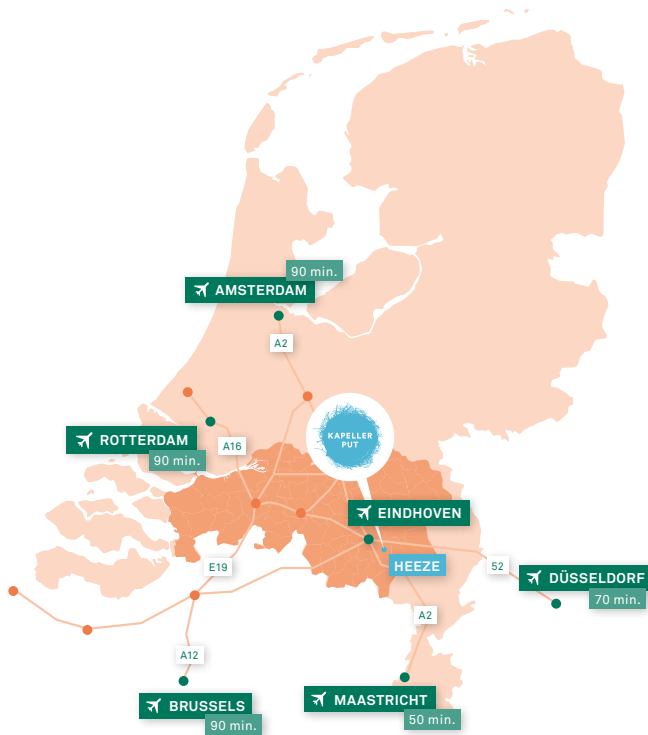 90 min.
AMSTERDAM
A2
KAPELLER
PUT
ROTTERDAM
A16
90 min.
EINDHOVEN
HEEZE
E19
52
DÜSSELDORF
70 min.
A2
A12
MAASTRICHT
50 min.
BRUSSELS
90 min.